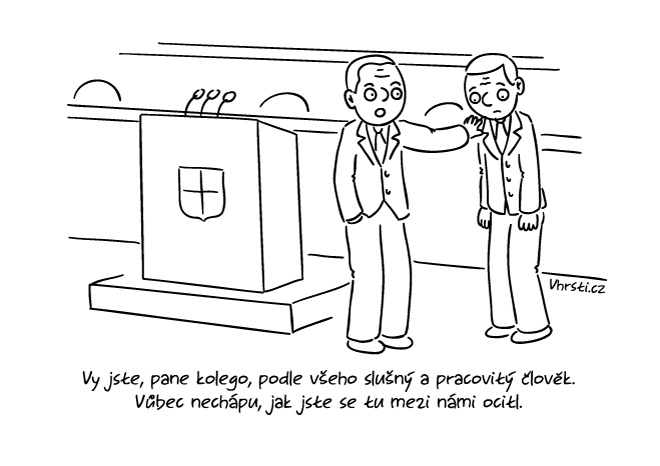 Vhrsti.cz
Vy jste, pane kolego, podle všeho slušný a pracovitý člověk.
Vůbec nechápu, jak jste se tu mezi námi ocitl.